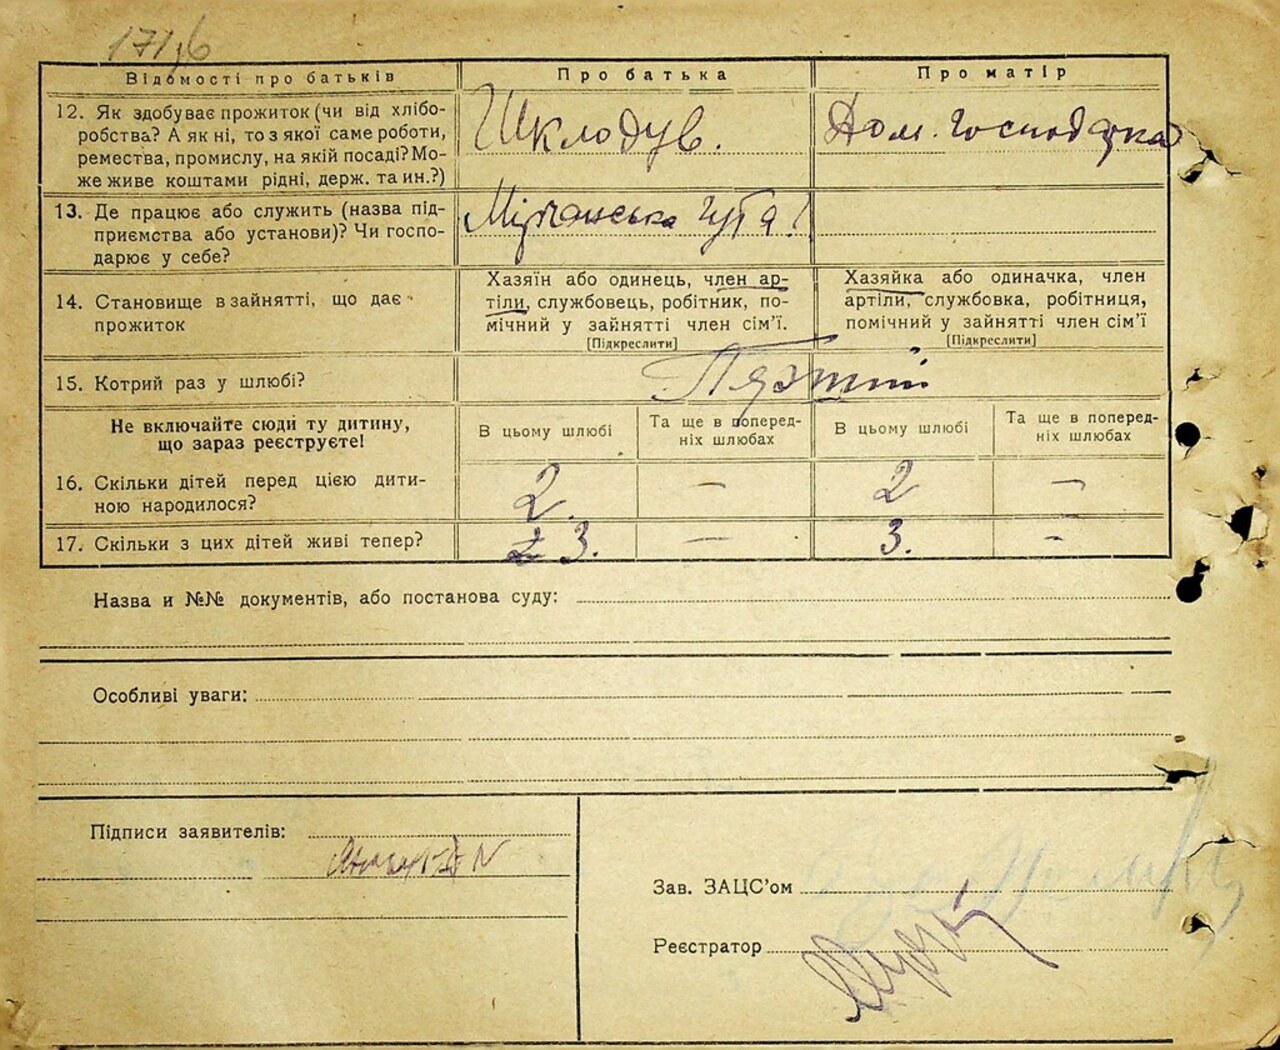 171/6
Відомості про батьків Про батька Про матір
12. Як здобуває прожиток (чи від хлібо-
робства? А як ні, то з якої саме роботи,
ремества, промислу, на якій посаді? Мо-
же живе коштами рідні, держ. та ин.?)
Шклодув.
Дом. господарка
13. Де працює або служить (назва під-
приємства або установи)? Чи госпо-
дарює у себе?
гута
14. Становище в зайнятті, що дає
прожиток
Хазяїн або одинець, член ар-
тіли, службовець, робітник, по-
мічний у зайнятті член сім'ї.
[Підкреслити]
Хазяйка або одиначка, член
артіли, службовка, робітниця,
помічний у зайнятті член сім'ї
[Підкреслити]
15. Котрий раз у шлюбі?
Не включайте сюди ту дитину,
що зараз реєструєте!
В цьому шлюбі
Та ще в поперед-
ніх шлюбах
В цьому шлюбі
Та ще в поперед-
ніх шлюбах
16. Скільки дітей перед цією дити-
ною народилося?
2. — 2 —
17. Скільки з цих дітей живі тепер?
2 3. — 3. -
Назва и №№ документів, або постанова суду:
Особливі уваги:
Підписи заявителів:
Зав. ЗАЦС'ом
Реєстратор